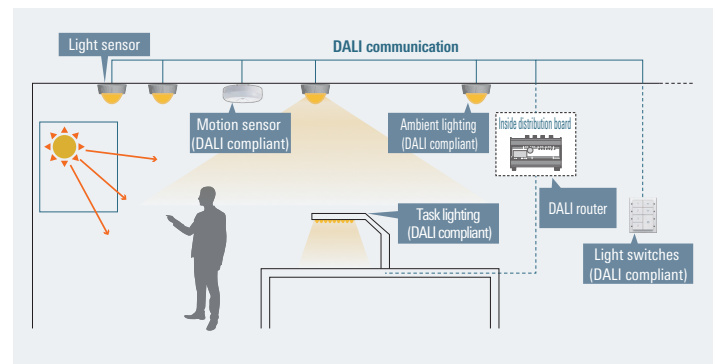 Light sensor
DALI communication
Motion sensor
(DALI compliant)
Ambient lighting
(DALI compliant)
Inside distribution board
Task lighting
(DALI compliant)
DALI router
Light switches
(DALI compliant)